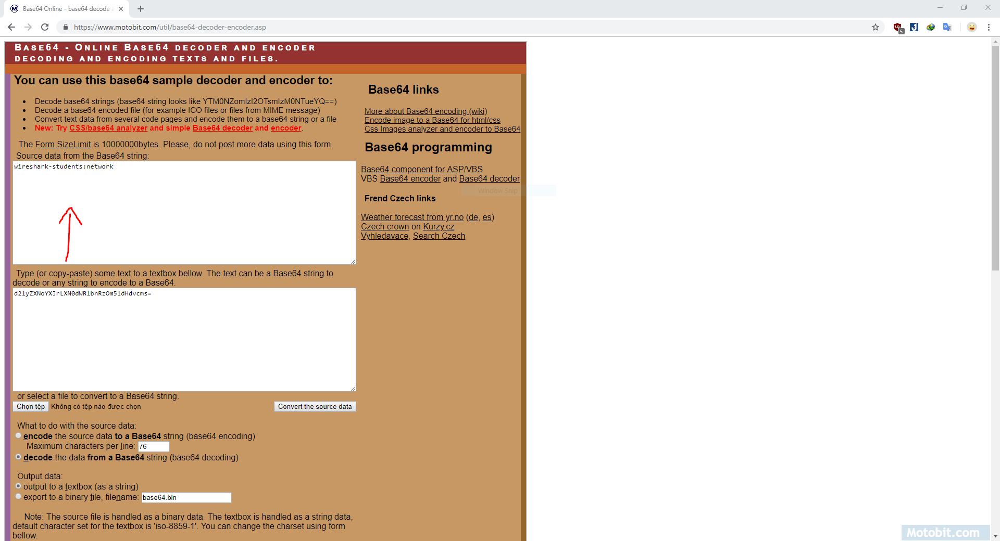 Base64 Online - base64 decode a
https://www.motobit.com/util/base64-decoder-encoder.asp
5
Base64 - Online Base64 decoder and encoder
decoding and encoding texts and files.
You can use this base64 sample decoder and encoder to:
Decode base64 strings (base64 string looks like YTM0NZomIzI2OTsmIzM0NTueYQ==)
Decode a base64 encoded file (for example ICO files or files from MIME message)
Convert text data from several code pages and encode them to a base64 string or a file
New: Try CSS/base64 analyzer and simple Base64 decoder and encoder.
The Form.SizeLimit is 10000000bytes. Please, do not post more data using this form.
Source data from the Base64 string:
wireshark-students:network
Type (or copy-paste) some text to a textbox bellow. The text can be a Base64 string to
decode or any string to encode to a Base64.
d2lyZXNoYXJrLXN0dWRlbnRzOm5ldHdvcms=
or select a file to convert to a Base64 string.
Chọn tệp Không có tệp nào được chọn
Convert the source data
What to do with the source data:
encode the source data to a Base64 string (base64 encoding)
Maximum characters per line: 76
decode the data from a Base64 string (base64 decoding)
Output data:
output to a textbox (as a string)
export to a binary file, filename: base64.bin
Note: The source file is handled as a binary data. The textbox is handled as a string data,
default character set for the textbox is 'iso-8859-1'. You can change the charset using form
bellow.
Base64 links
More about Base64 encoding (wiki)
Encode image to a Base64 for html/css
Css Images analyzer and encoder to Base64
Base64 programming
Base64 component for ASP/VBS
VBS Base64 encoder and Base64 decoder
Window Snip
Frend Czech links
Weather forecast from yr.no (de, es)
Czech crown on Kurzy.cz
Vyhledavace, Search Czech
Motobit.com